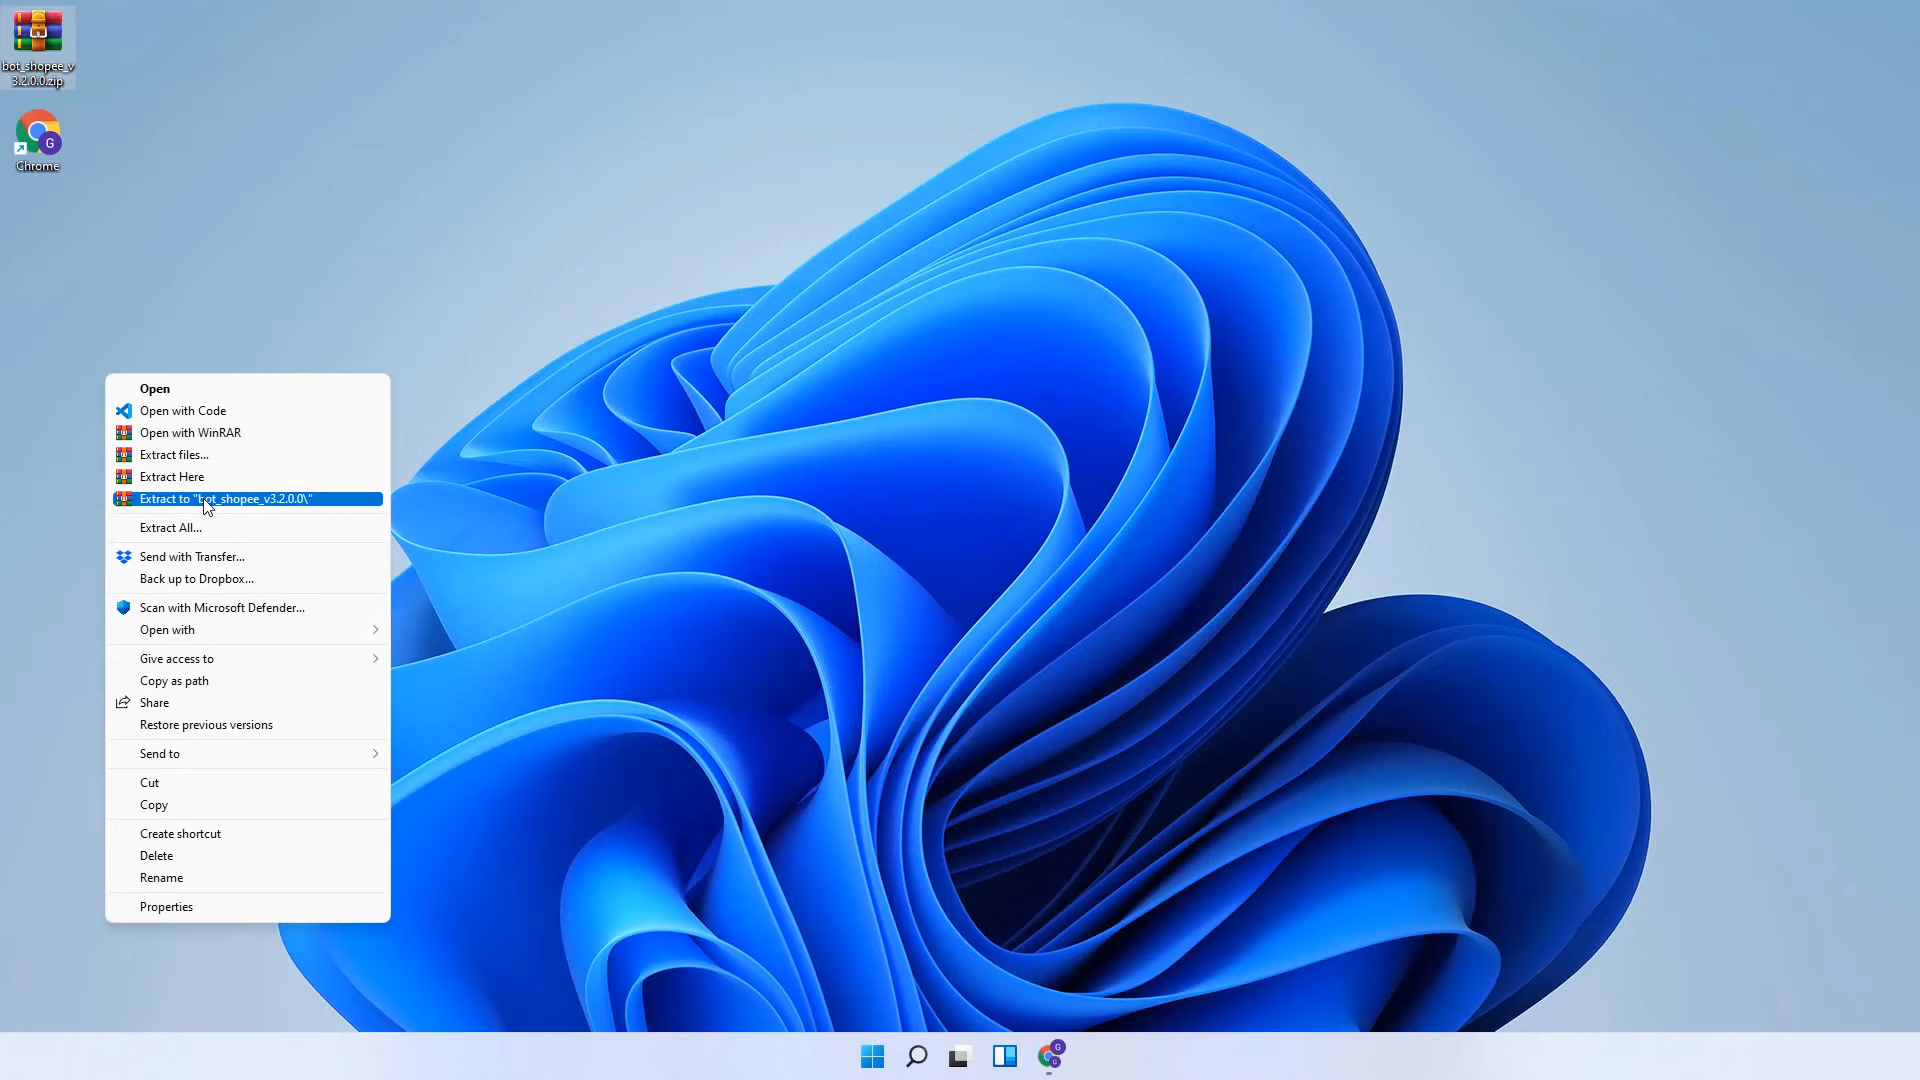 bot_shopee_v
3.2.0.0.zip
G
Chrome
Open
Open with Code
Open with WinRAR
Extract files...
Extract Here
Extract to "bot_shopee_v3.2.0.0\"
Extract All...
Send with Transfer...
Back up to Dropbox...
Scan with Microsoft Defender...
Open with
Give access to
Copy as path
Share
Restore previous versions
Send to
Cut
Copy
Create shortcut
Delete
Rename
Properties
G
G